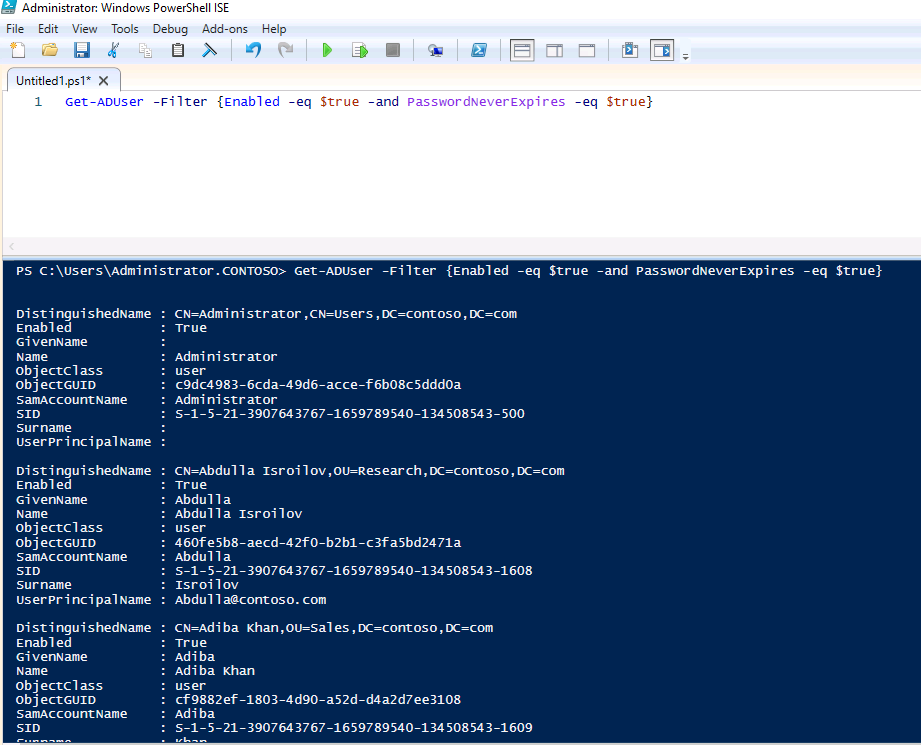 Administrator: Windows PowerShell ISE
File Edit View Tools Debug Add-ons Help
Untitled1.ps1* X
1 Get-ADUser -Filter {Enabled -eq $true -and PasswordNeverExpires -eq $true}
PS C:\Users\Administrator.CONTOSO> Get-ADUser -Filter {Enabled -eq $true -and PasswordNeverExpires -eq $true}
DistinguishedName : CN=Administrator,CN=Users,DC=contoso,DC=com
Enabled : True
GivenName :
Name : Administrator
ObjectClass : user
ObjectGUID : c9dc4983-6cda-49d6-acce-f6b08c5ddd0a
SamAccountName : Administrator
SID : S-1-5-21-3907643767-1659789540-134508543-500
Surname :
UserPrincipalName :
DistinguishedName : CN=Abdulla Isroilov,OU=Research,DC=contoso,DC=com
Enabled : True
GivenName : Abdulla
Name : Abdulla Isroilov
ObjectClass : user
ObjectGUID : 460fe5b8-aecd-42f0-b2b1-c3fa5bd2471a
SamAccountName : Abdulla
SID : S-1-5-21-3907643767-1659789540-134508543-1608
Surname : Isroilov
UserPrincipalName : Abdulla@contoso.com
DistinguishedName : CN=Adiba Khan,OU=Sales,DC=contoso,DC=com
Enabled : True
GivenName : Adiba
Name : Adiba Khan
ObjectClass : user
ObjectGUID : cf9882ef-1803-4d90-a52d-d4a2d7ee3108
SamAccountName : Adiba
SID : S-1-5-21-3907643767-1659789540-134508543-1609
Surname : Khan